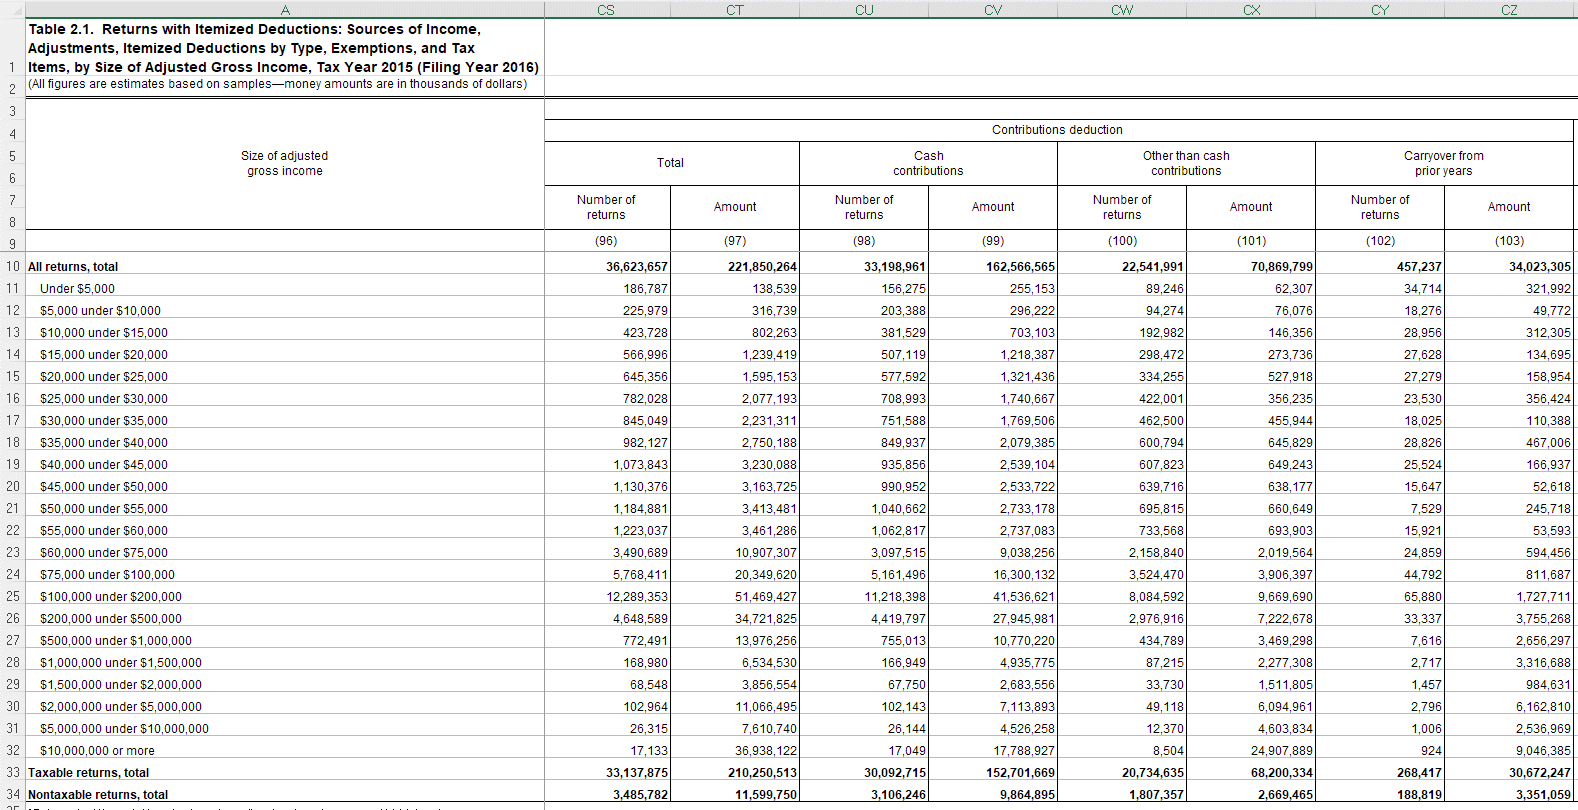 A CS CT CU CV CW CX CY CZ
Table 2.1. Returns with Itemized Deductions: Sources of Income,
Adjustments, Itemized Deductions by Type, Exemptions, and Tax
1 Items, by Size of Adjusted Gross Income, Tax Year 2015 (Filing Year 2016)
2 (All figures are estimates based on samples—money amounts are in thousands of dollars)
3
4 Contributions deduction
5 Size of adjusted Total Cash Other than cash Carryover from
6 gross income contributions contributions prior years
7 Number of Amount Number of Amount Number of Amount Number of Amount
8 returns returns returns returns
9 (96) (97) (98) (99) (100) (101) (102) (103)
10 All returns, total 36,623,657 221,850,264 33,198,961 162,566,565 22,541,991 70,869,799 457,237 34,023,305
11 Under $5,000 186,787 138,539 156,275 255,153 89,246 62,307 34,714 321,992
12 $5,000 under $10,000 225,979 316,739 203,388 296,222 94,274 76,076 18,276 49,772
13 $10,000 under $15,000 423,728 802,263 381,529 703,103 192,982 146,356 28,956 312,305
14 $15,000 under $20,000 566,996 1,239,419 507,119 1,218,387 298,472 273,736 27,628 134,695
15 $20,000 under $25,000 645,356 1,595,153 577,592 1,321,436 334,255 527,918 27,279 158,954
16 $25,000 under $30,000 782,028 2,077,193 708,993 1,740,667 422,001 356,235 23,530 356,424
17 $30,000 under $35,000 845,049 2,231,311 751,588 1,769,506 462,500 455,944 18,025 110,388
18 $35,000 under $40,000 982,127 2,750,188 849,937 2,079,385 600,794 645,829 28,826 467,006
19 $40,000 under $45,000 1,073,843 3,230,088 935,856 2,539,104 607,823 649,243 25,524 166,937
20 $45,000 under $50,000 1,130,376 3,163,725 990,952 2,533,722 639,716 638,177 15,647 52,618
21 $50,000 under $55,000 1,184,881 3,413,481 1,040,662 2,733,178 695,815 660,649 7,529 245,718
22 $55,000 under $60,000 1,223,037 3,461,286 1,062,817 2,737,083 733,568 693,903 15,921 53,593
23 $60,000 under $75,000 3,490,689 10,907,307 3,097,515 9,038,256 2,158,840 2,019,564 24,859 594,456
24 $75,000 under $100,000 5,768,411 20,349,620 5,161,496 16,300,132 3,524,470 3,906,397 44,792 811,687
25 $100,000 under $200,000 12,289,353 51,469,427 11,218,398 41,536,621 8,084,592 9,669,690 65,880 1,727,711
26 $200,000 under $500,000 4,648,589 34,721,825 4,419,797 27,945,981 2,976,916 7,222,678 33,337 3,755,268
27 $500,000 under $1,000,000 772,491 13,976,256 755,013 10,770,220 434,789 3,469,298 7,616 2,656,297
28 $1,000,000 under $1,500,000 168,980 6,534,530 166,949 4,935,775 87,215 2,277,308 2,717 3,316,688
29 $1,500,000 under $2,000,000 68,548 3,856,554 67,750 2,683,556 33,730 1,511,805 1,457 984,631
30 $2,000,000 under $5,000,000 102,964 11,066,495 102,143 7,113,893 49,118 6,094,961 2,796 6,162,810
31 $5,000,000 under $10,000,000 26,315 7,610,740 26,144 4,526,258 12,370 4,603,834 1,006 2,536,969
32 $10,000,000 or more 17,133 36,938,122 17,049 17,788,927 8,504 24,907,889 924 9,046,385
33 Taxable returns, total 33,137,875 210,250,513 30,092,715 152,701,669 20,734,635 68,200,334 268,417 30,672,247
34 Nontaxable returns, total 3,485,782 11,599,750 3,106,246 9,864,895 1,807,357 2,669,465 188,819 3,351,059